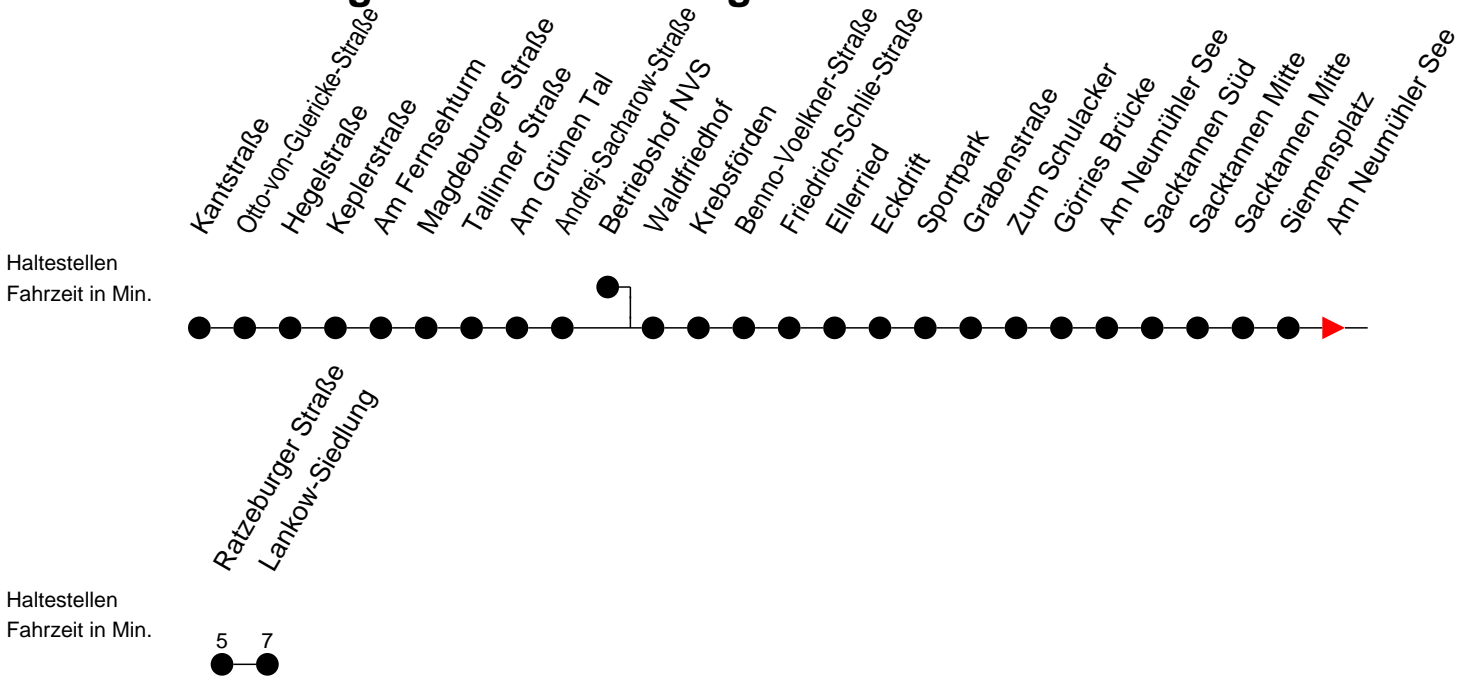 Kantstraße
Otto-von-Guericke-Straße
Hegelstraße
Keplerstraße
Am Fernsehturm
Magdeburger Straße
Tallinner Straße
Am Grünen Tal
Andrej-Sacharow-Straße
Betriebshof NVS
Waldfriedhof
Krebsförden
Benno-Voelkner-Straße
Friedrich-Schlie-Straße
Ellerried
Eckdrift
Sportpark
Grabenstraße
Zum Schulacker
Görries Brücke
Am Neumühler See
Sacktannen Süd
Sacktannen Mitte
Sacktannen Mitte
Siemensplatz
Am Neumühler See
Haltestellen
Fahrzeit in Min.
Ratzeburger Straße
Lankow-Siedlung
Haltestellen
Fahrzeit in Min.
5 7